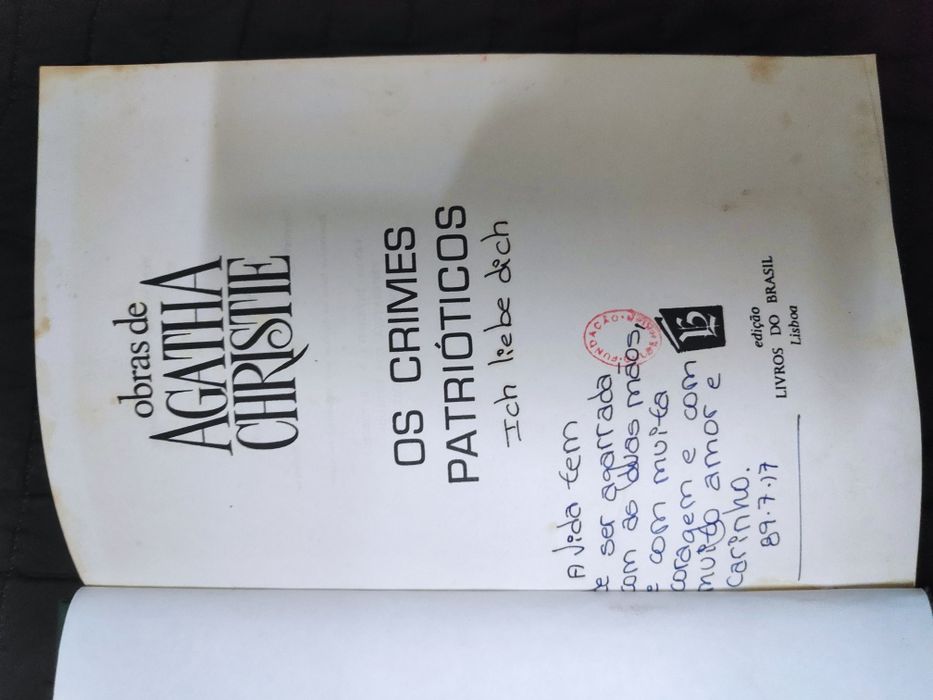 obras de
AGATHA
CHRISTIE
OS CRIMES
PATRIÓTICOS
Ich liebe dich
A vida tem
de ser agarrada
com as duas mãos,
e com muita
coragem e com
muito amor e
carinho.
89.7.17
FUNDAÇÃO
edição
LIVROS DO BRASIL
Lisboa